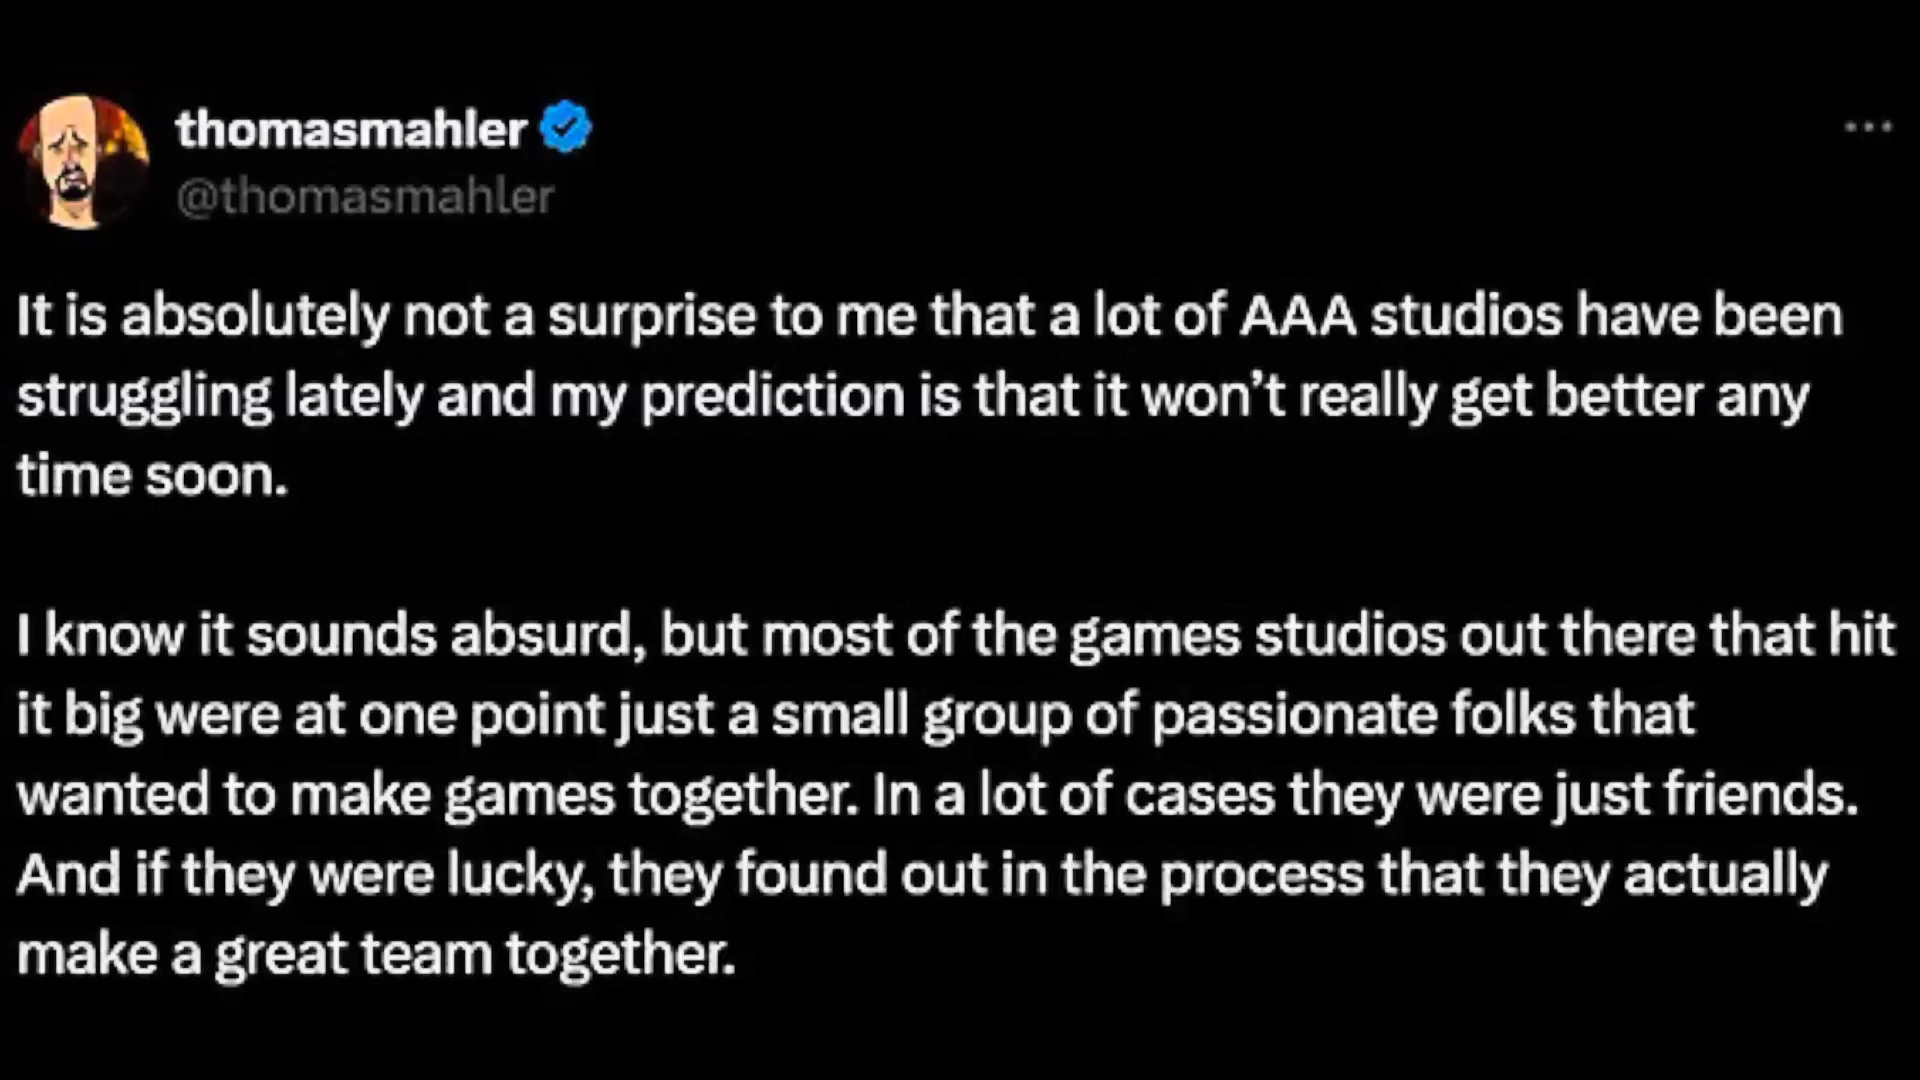 thomasmahler
@thomasmahler
It is absolutely not a surprise to me that a lot of AAA studios have been
struggling lately and my prediction is that it won’t really get better any
time soon.
I know it sounds absurd, but most of the games studios out there that hit
it big were at one point just a small group of passionate folks that
wanted to make games together. In a lot of cases they were just friends.
And if they were lucky, they found out in the process that they actually
make a great team together.